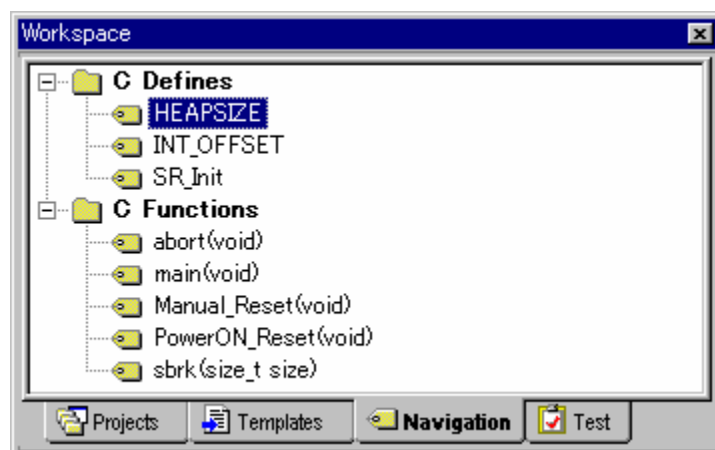 Workspace
C Defines
HEAPSIZE
INT_OFFSET
SR_Init
C Functions
abort(void)
main(void)
Manual_Reset(void)
PowerON_Reset(void)
sbrk(size_t size)
Projects Templates Navigation Test